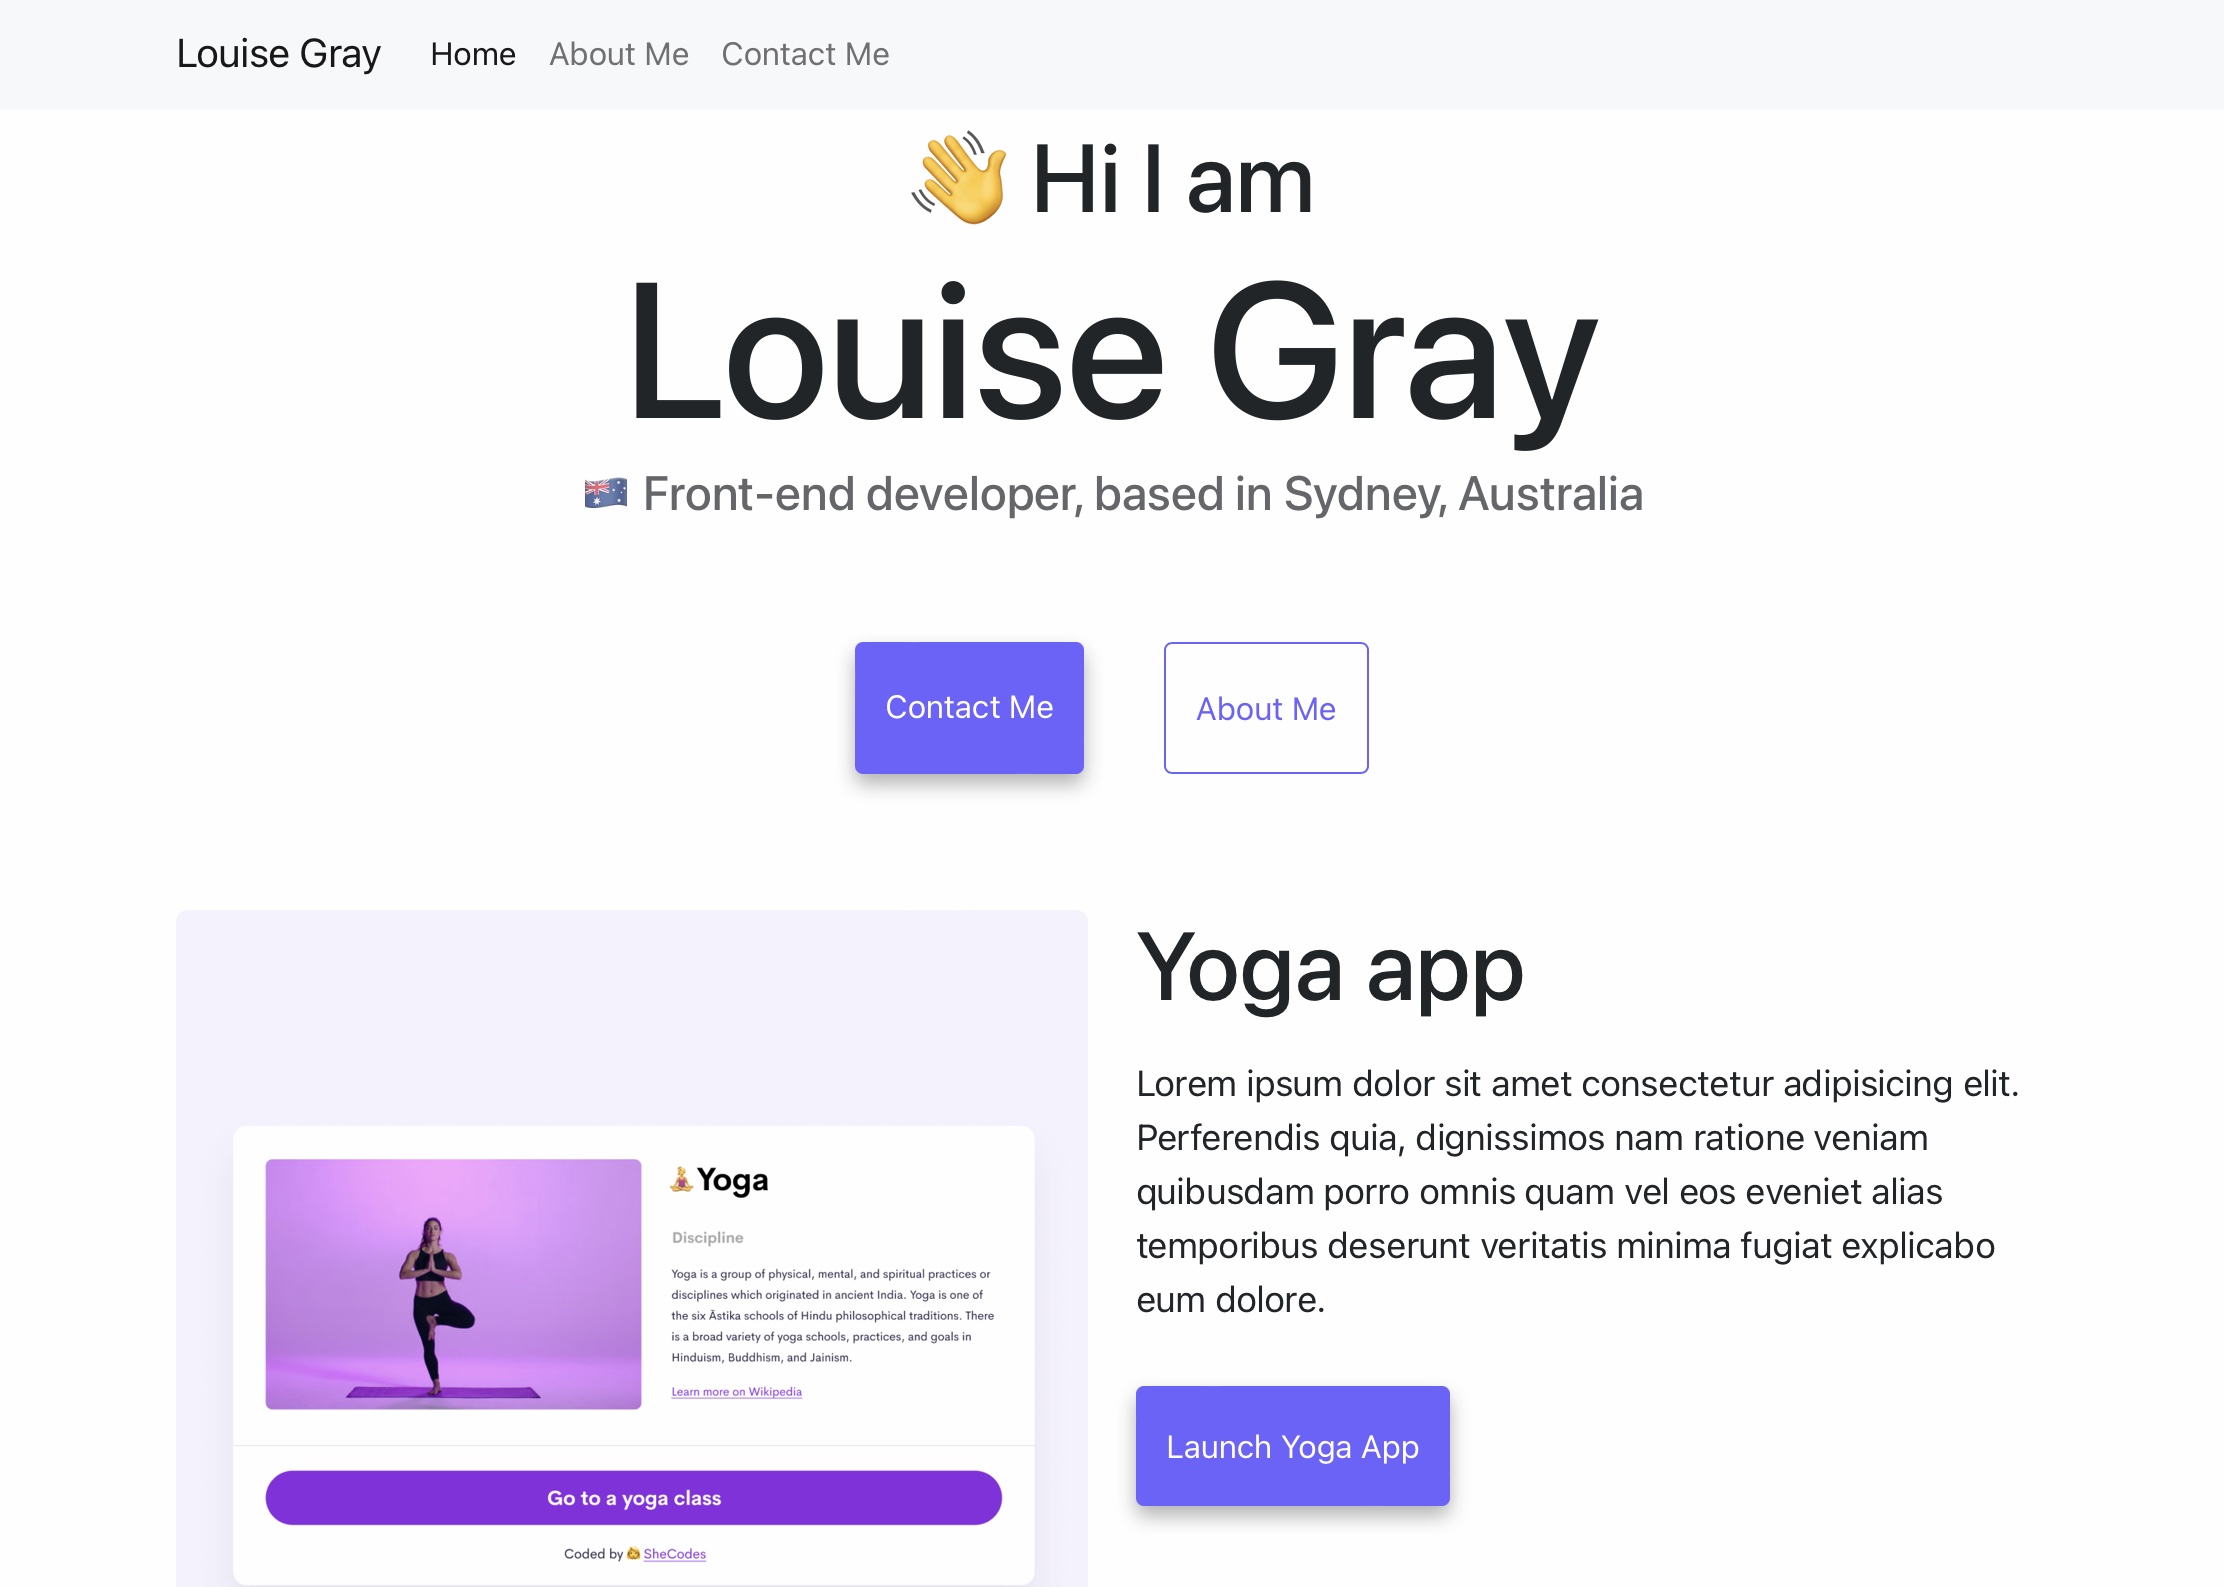 Louise Gray Home About Me Contact Me
👋 Hi I am
Louise Gray
🇦🇺 Front-end developer, based in Sydney, Australia
Contact Me
About Me
🧘Yoga
Discipline
Yoga is a group of physical, mental, and spiritual practices or
disciplines which originated in ancient India. Yoga is one of
the six Āstika schools of Hindu philosophical traditions. There
is a broad variety of yoga schools, practices, and goals in
Hinduism, Buddhism, and Jainism.
Learn more on Wikipedia
Go to a yoga class
Coded by SheCodes
Yoga app
Lorem ipsum dolor sit amet consectetur adipisicing elit.
Perferendis quia, dignissimos nam ratione veniam
quibusdam porro omnis quam vel eos eveniet alias
temporibus deserunt veritatis minima fugiat explicabo
eum dolore.
Launch Yoga App